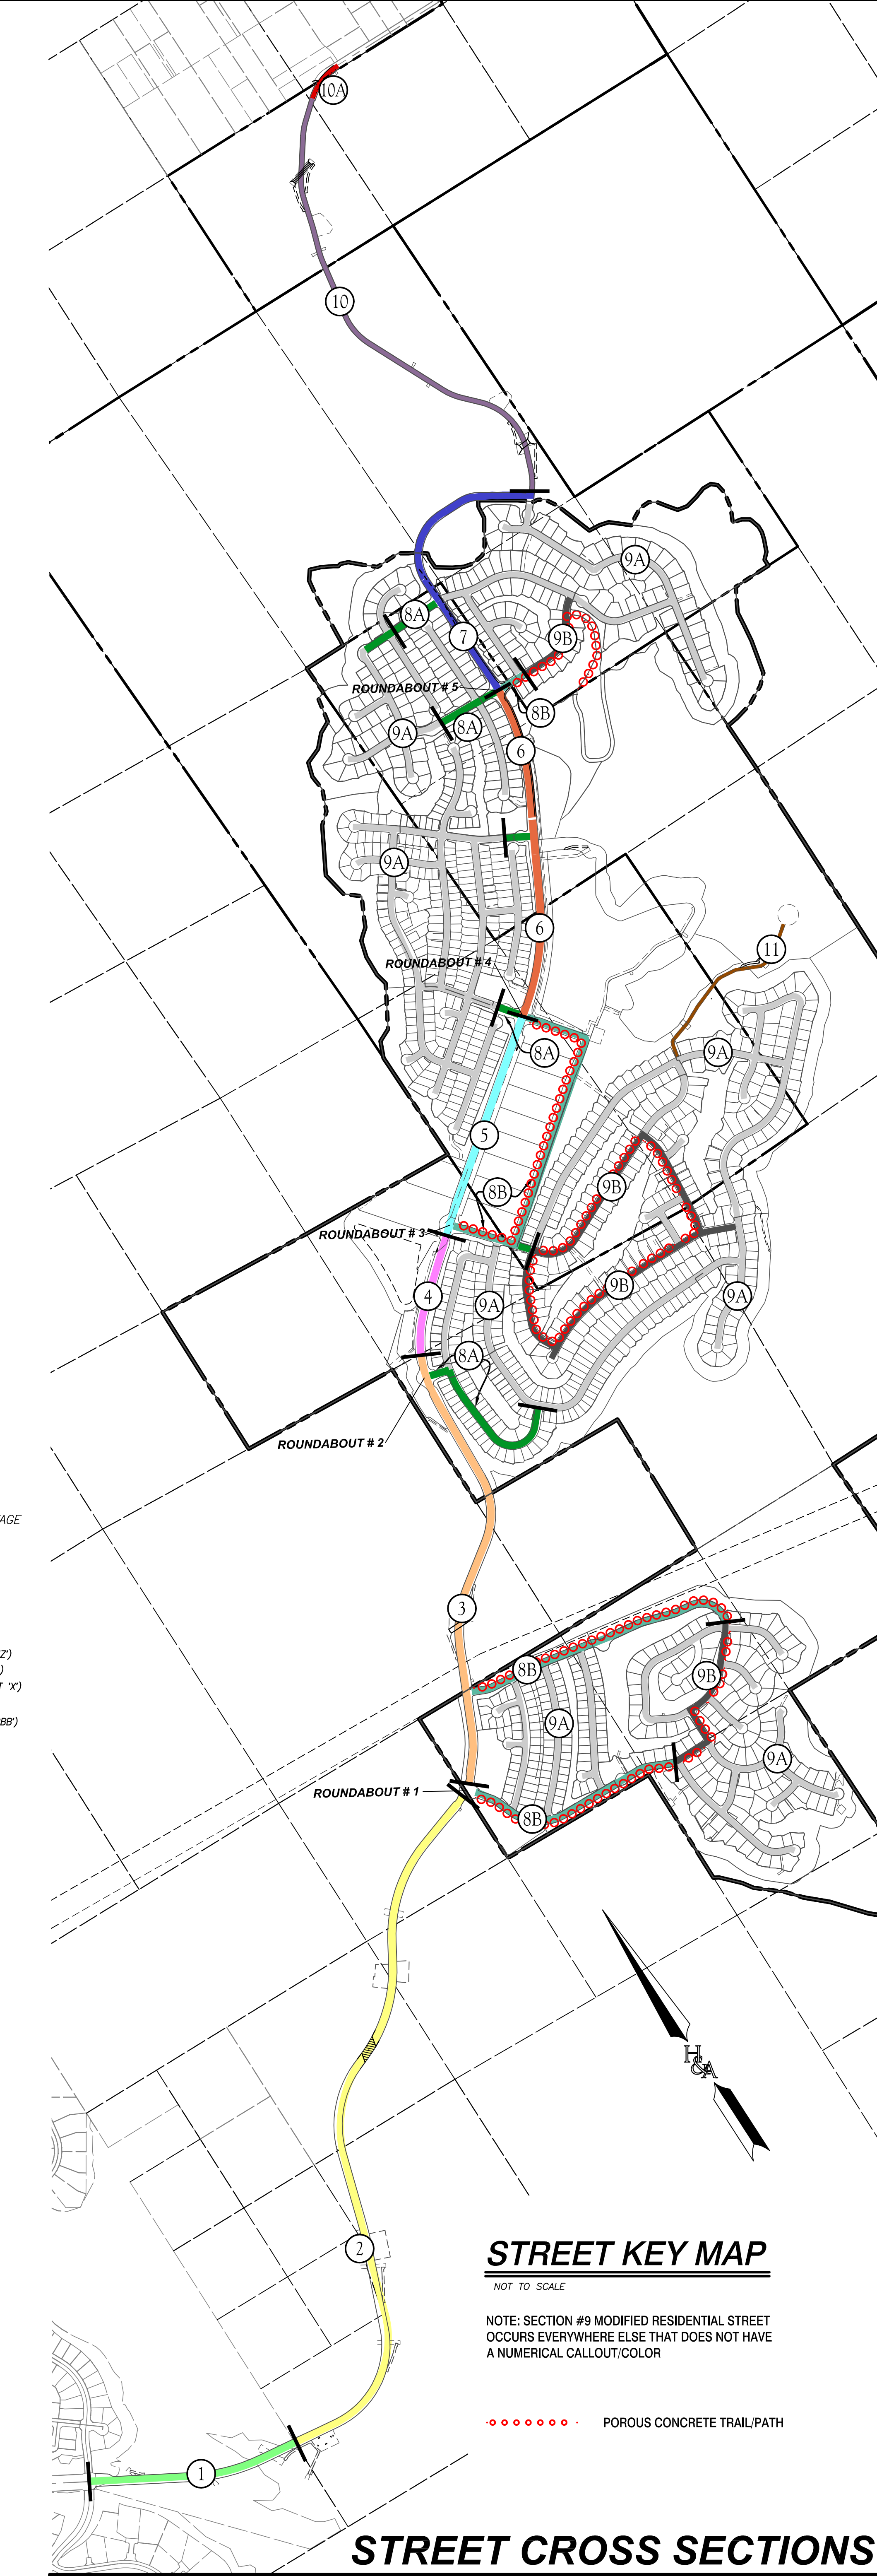 10A
10
9A
8A
9B
7
ROUNDABOUT # 5
8B
9A
8A
6
9A
6
11
ROUNDABOUT # 4
8A
9A
5
9B
8B
ROUNDABOUT # 3
9B
4
9A
9A
8A
ROUNDABOUT # 2
AGE
3
Z')
)
T 'X')
BB')
8B
9B
9A
9A
ROUNDABOUT # 1
8B
H&A
2
STREET KEY MAP
NOT TO SCALE
NOTE: SECTION #9 MODIFIED RESIDENTIAL STREET
OCCURS EVERYWHERE ELSE THAT DOES NOT HAVE
A NUMERICAL CALLOUT/COLOR
POROUS CONCRETE TRAIL/PATH
1
STREET CROSS SECTIONS